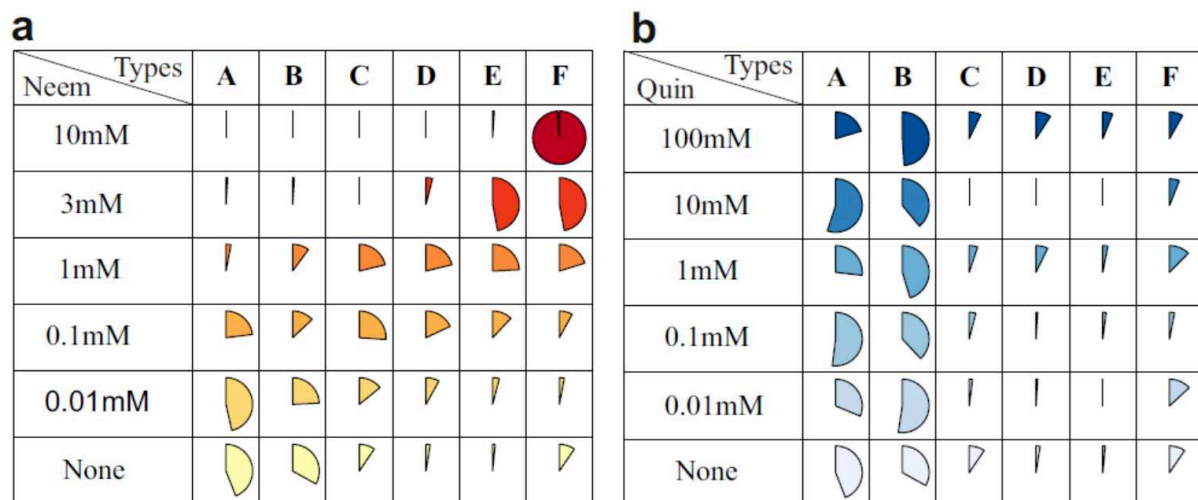 a
Types
Neem
A B C D E F
10mM
3mM
1mM
0.1mM
0.01mM
None
b
Types
Quin
A B C D E F
100mM
10mM
1mM
0.1mM
0.01mM
None